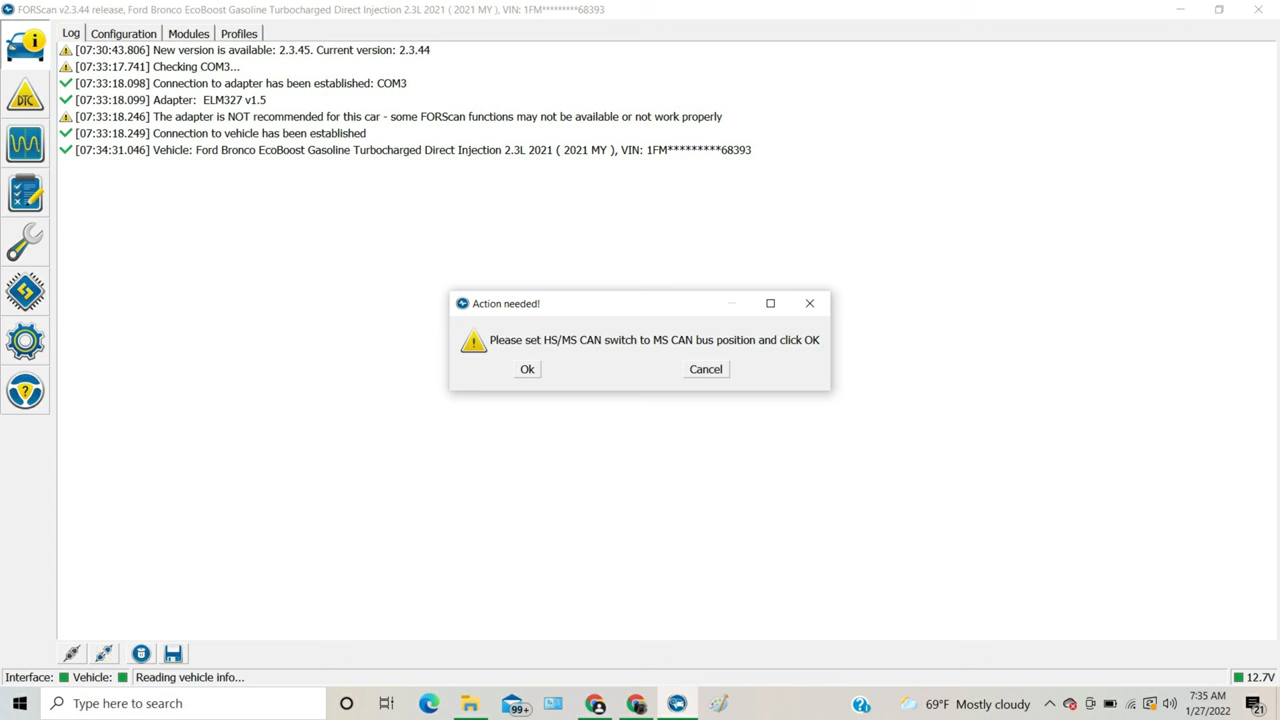 FORScan v2.3.44 release, Ford Bronco EcoBoost Gasoline Turbocharged Direct Injection 2.3L 2021 ( 2021 MY ), VIN: 1FM*********68393
Log Configuration Modules Profiles
[07:30:43.806] New version is available: 2.3.45. Current version: 2.3.44
[07:33:17.741] Checking COM3...
[07:33:18.098] Connection to adapter has been established: COM3
[07:33:18.099] Adapter: ELM327 v1.5
[07:33:18.246] The adapter is NOT recommended for this car - some FORScan functions may not be available or not work properly
[07:33:18.249] Connection to vehicle has been established
[07:34:31.046] Vehicle: Ford Bronco EcoBoost Gasoline Turbocharged Direct Injection 2.3L 2021 ( 2021 MY ), VIN: 1FM*********68393
DTC
Action needed!
Please set HS/MS CAN switch to MS CAN bus position and click OK
Ok Cancel
Interface: Vehicle: Reading vehicle info... 12.7V
Type here to search 99+ 69°F Mostly cloudy 7:35 AM
1/27/2022 21